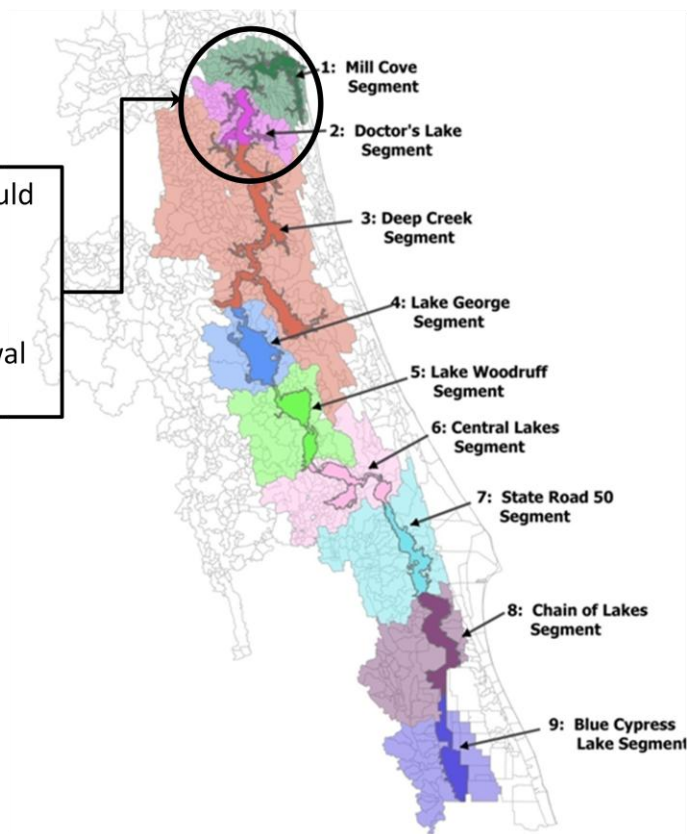 1: Mill Cove
Segment
2: Doctor's Lake
Segment
3: Deep Creek
Segment
4: Lake George
Segment
5: Lake Woodruff
Segment
6: Central Lakes
Segment
7: State Road 50
Segment
8: Chain of Lakes
Segment
9: Blue Cypress
Lake Segment